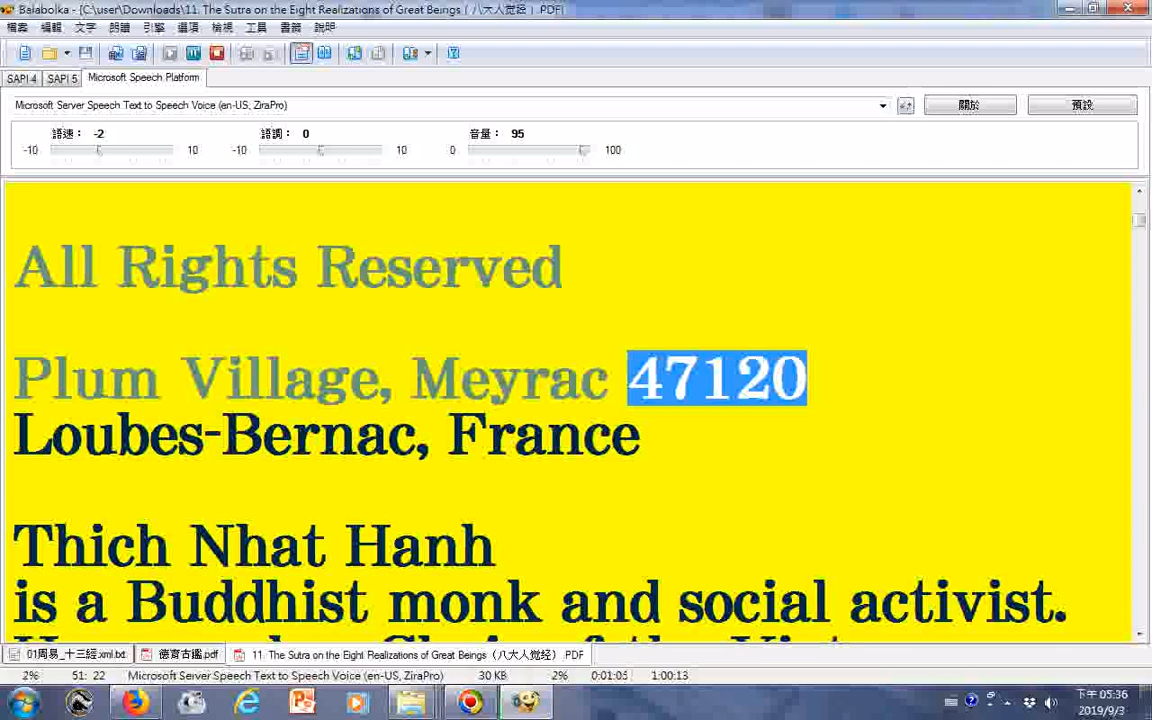 Balabolka - [C:\user\Downloads\11. The Sutra on the Eight Realizations of Great Beings (八大人觉经) .PDF]
檔案 編輯 文字 朗讀 引擎 選項 檢視 工具 書籤 說明
SAPI 4 SAPI 5 Microsoft Speech Platform
Microsoft Server Speech Text to Speech Voice (en-US, ZiraPro) 關於 預設
語速： -2 語調： 0 音量： 95
-10 10 -10 10 0 100
All Rights Reserved
Plum Village, Meyrac 47120
Loubes-Bernac, France
Thich Nhat Hanh
is a Buddhist monk and social activist.
01周易_十三經.xml.txt 德育古鑑.pdf 11. The Sutra on the Eight Realizations of Great Beings（八大人觉经）.PDF
2% 51: 22 Microsoft Server Speech Text to Speech Voice (en-US, ZiraPro) 30 KB 2% 0:01:05 1:00:13
下午 05:36
2019/9/3